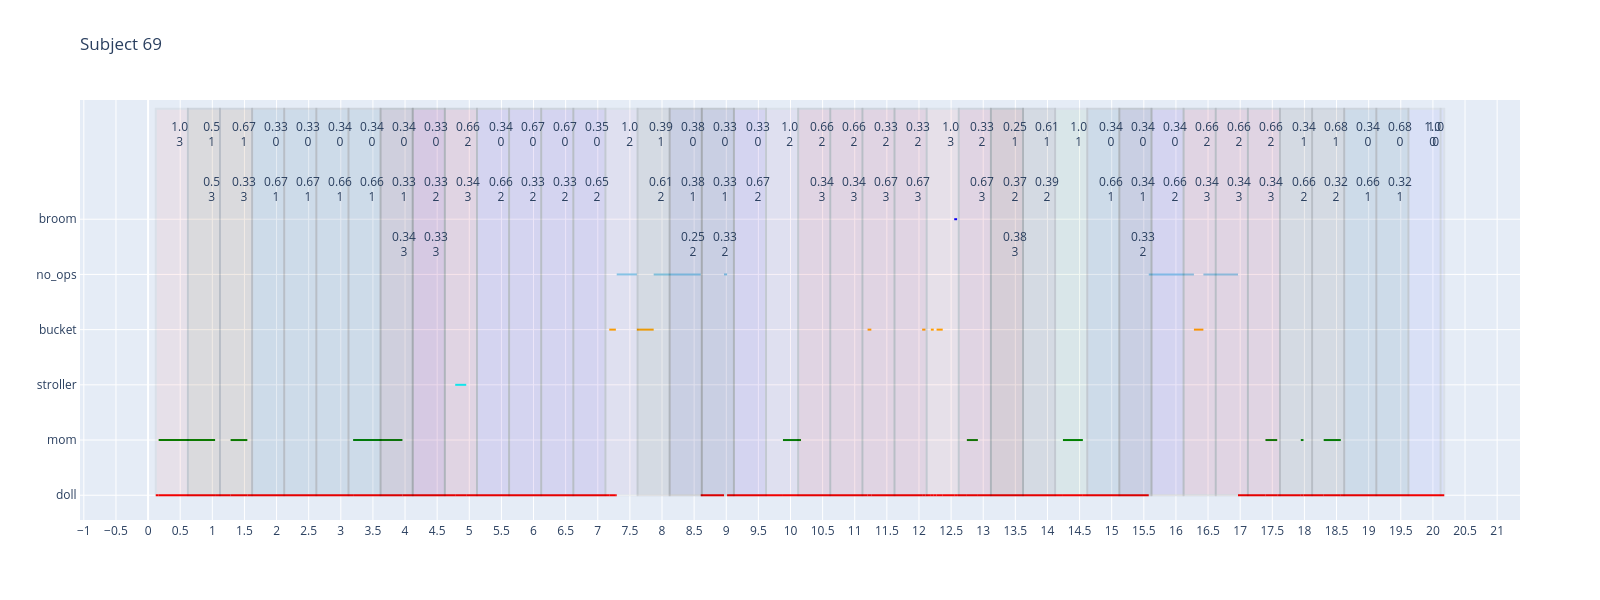 Subject 69
1.0 0.5 0.67 0.33 0.33 0.34 0.34 0.34 0.33 0.66 0.34 0.67 0.67 0.35 1.0 0.39 0.38 0.33 0.33 1.0 0.66 0.66 0.33 0.33 1.0 0.33 0.25 0.61 1.0 0.34 0.34 0.34 0.66 0.66 0.66 0.34 0.68 0.34 0.68 1.0 1.0
3 1 1 0 0 0 0 0 0 2 0 0 0 0 2 1 0 0 0 2 2 2 2 2 3 2 1 1 1 0 0 0 2 2 2 1 1 0 0 0 0
0.5 0.33 0.67 0.67 0.66 0.66 0.33 0.33 0.34 0.66 0.33 0.33 0.65 0.61 0.38 0.33 0.67 0.34 0.34 0.67 0.67 0.67 0.37 0.39 0.66 0.34 0.66 0.34 0.34 0.34 0.66 0.32 0.66 0.32
3 3 1 1 1 1 1 2 3 2 2 2 2 2 1 1 2 3 3 3 3 3 2 2 1 1 2 3 3 3 2 2 1 1
broom
0.34 0.33 0.25 0.33 0.38 0.33
3 3 2 2 3 2
no_ops
bucket
stroller
mom
doll
−1 −0.5 0 0.5 1 1.5 2 2.5 3 3.5 4 4.5 5 5.5 6 6.5 7 7.5 8 8.5 9 9.5 10 10.5 11 11.5 12 12.5 13 13.5 14 14.5 15 15.5 16 16.5 17 17.5 18 18.5 19 19.5 20 20.5 21